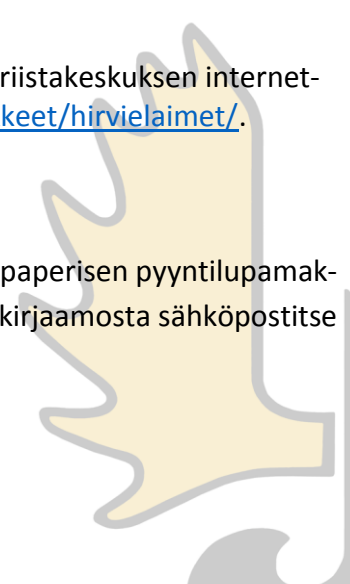 riistakeskuksen internet-
keet/hirvielaimet/.
paperisen pyyntilupamak-
kirjaamosta sähköpostitse